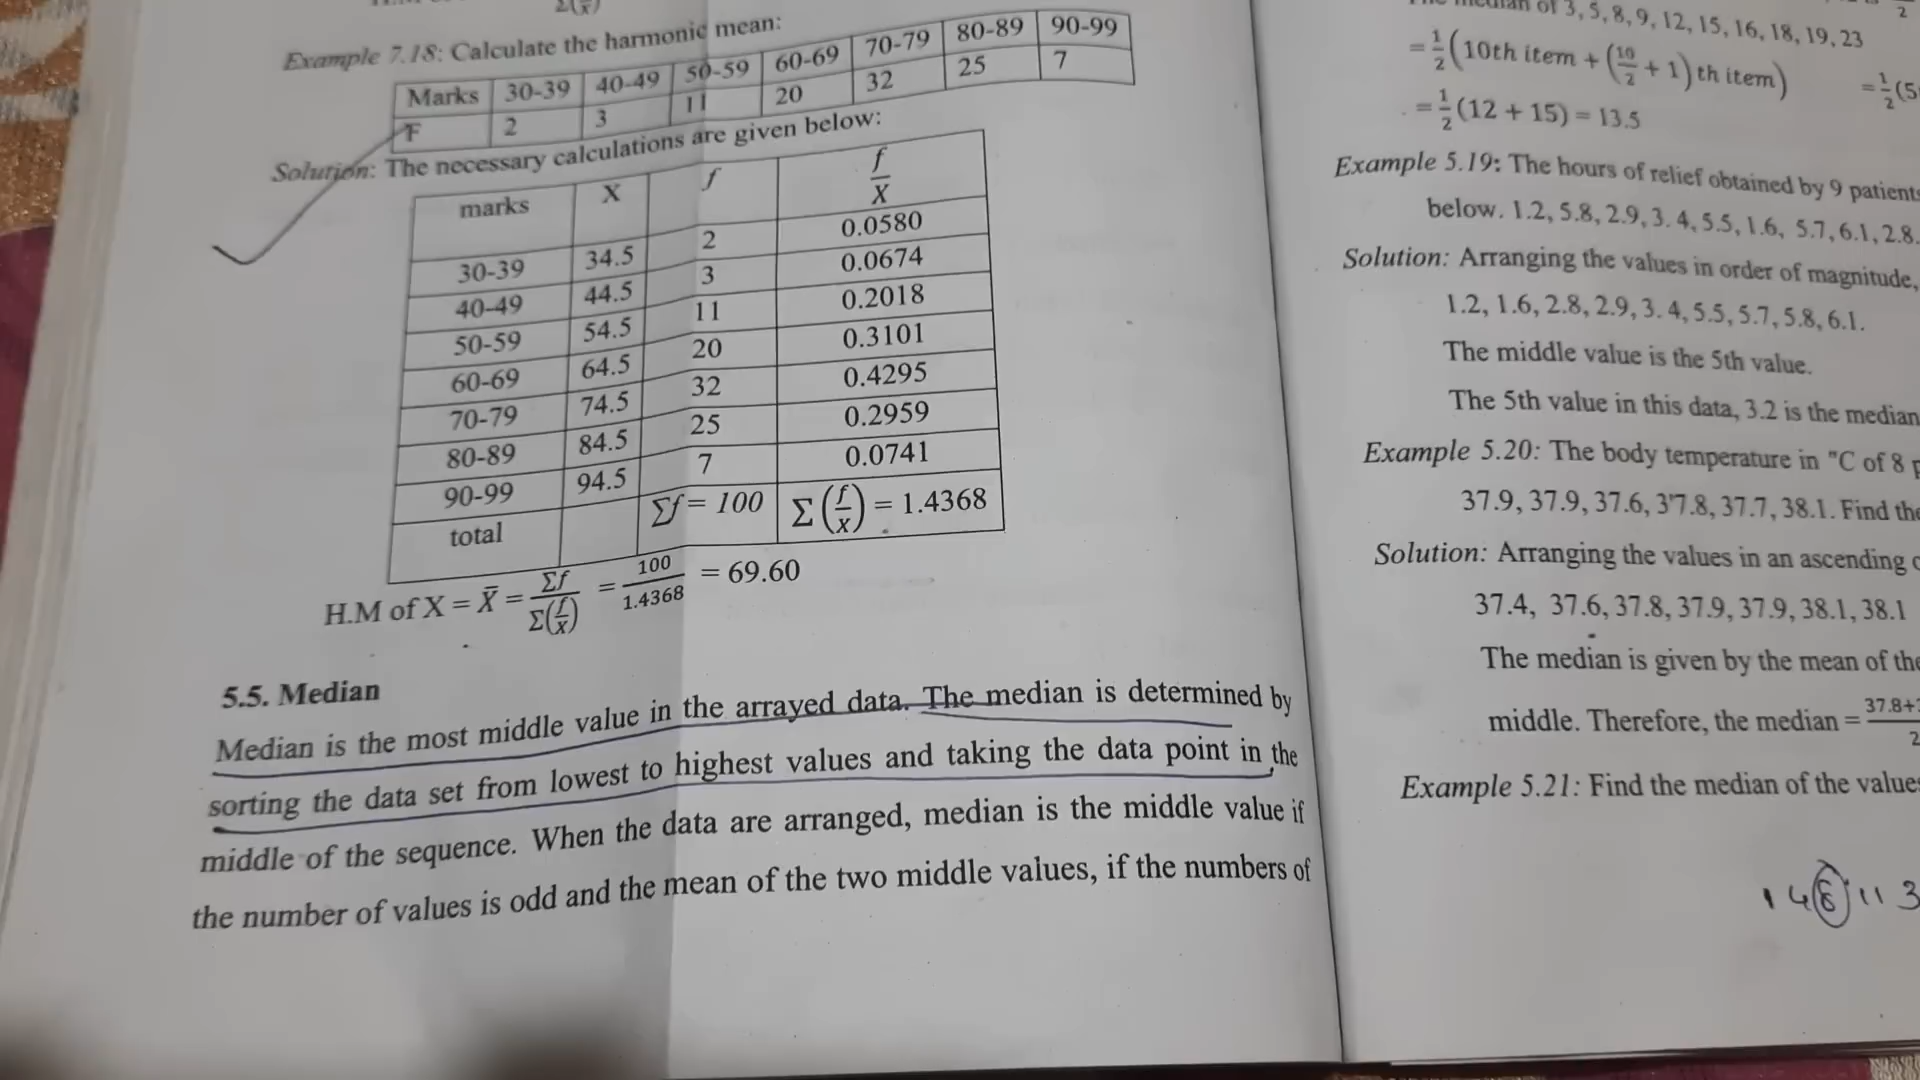 Example 7.18: Calculate the harmonic mean:
Marks 30-39 40-49 50-59 60-69 70-79 80-89 90-99
F 2 3 11 20 32 25 7
Solution: The necessary calculations are given below:
marks X f f/X
30-39 34.5 2 0.0580
40-49 44.5 3 0.0674
50-59 54.5 11 0.2018
60-69 64.5 20 0.3101
70-79 74.5 32 0.4295
80-89 84.5 25 0.2959
90-99 94.5 7 0.0741
total Σf = 100 Σ(f/x) = 1.4368
H.M of X = X̄ = Σf/Σ(f/x) = 100/1.4368 = 69.60
5.5. Median
Median is the most middle value in the arrayed data. The median is determined by
sorting the data set from lowest to highest values and taking the data point in the
middle of the sequence. When the data are arranged, median is the middle value if
the number of values is odd and the mean of the two middle values, if the numbers of
median of 3, 5, 8, 9, 12, 15, 16, 18, 19, 23
= 1/2 (10th item + (10/2 + 1) th item) = 1/2 (5
= 1/2 (12 + 15) = 13.5
Example 5.19: The hours of relief obtained by 9 patients
below. 1.2, 5.8, 2.9, 3. 4, 5.5, 1.6, 5.7, 6.1, 2.8.
Solution: Arranging the values in order of magnitude,
1.2, 1.6, 2.8, 2.9, 3. 4, 5.5, 5.7, 5.8, 6.1.
The middle value is the 5th value.
The 5th value in this data, 3.2 is the median
Example 5.20: The body temperature in "C of 8
37.9, 37.9, 37.6, 3'7.8, 37.7, 38.1. Find the
Solution: Arranging the values in an ascending
37.4, 37.6, 37.8, 37.9, 37.9, 38.1, 38.1
The median is given by the mean of the
middle. Therefore, the median = 37.8+
2
Example 5.21: Find the median of the values
1 4 6 11 3